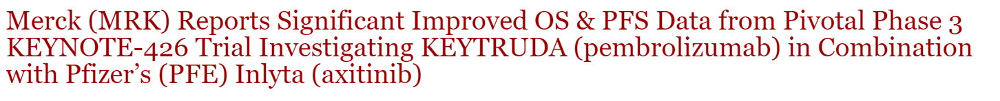 Merck (MRK) Reports Significant Improved OS & PFS Data from Pivotal Phase 3
KEYNOTE-426 Trial Investigating KEYTRUDA (pembrolizumab) in Combination
with Pfizer’s (PFE) Inlyta (axitinib)